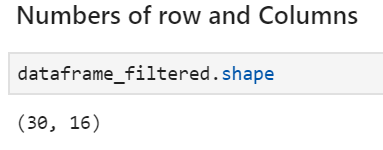 Numbers of row and Columns
dataframe_filtered.shape
(30, 16)